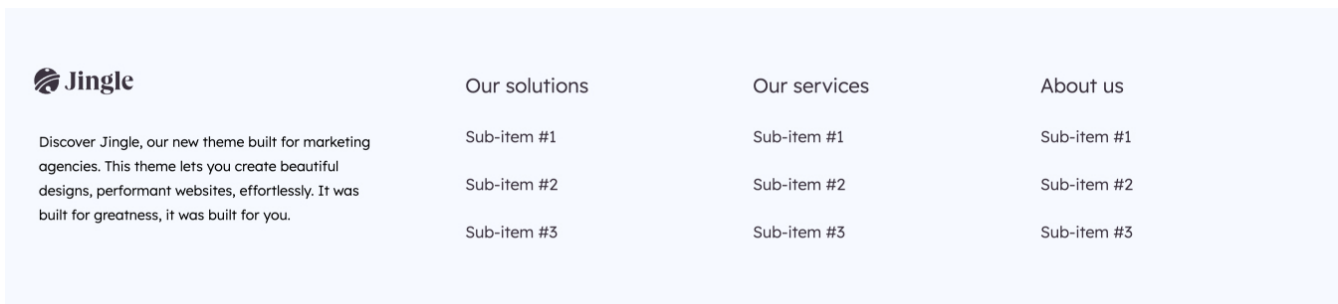 Jingle
Discover Jingle, our new theme built for marketing
agencies. This theme lets you create beautiful
designs, performant websites, effortlessly. It was
built for greatness, it was built for you.
Our solutions
Sub-item #1
Sub-item #2
Sub-item #3
Our services
Sub-item #1
Sub-item #2
Sub-item #3
About us
Sub-item #1
Sub-item #2
Sub-item #3